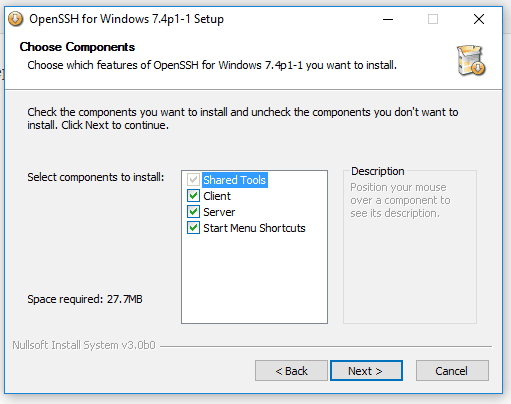 OpenSSH for Windows 7.4p1-1 Setup
Choose Components
Choose which features of OpenSSH for Windows 7.4p1-1 you want to install.
Check the components you want to install and uncheck the components you don't want to
install. Click Next to continue.
Select components to install:
Shared Tools
Client
Server
Start Menu Shortcuts
Description
Position your mouse
over a component to
see its description.
Space required: 27.7MB
Nullsoft Install System v3.0b0
< Back
Next >
Cancel